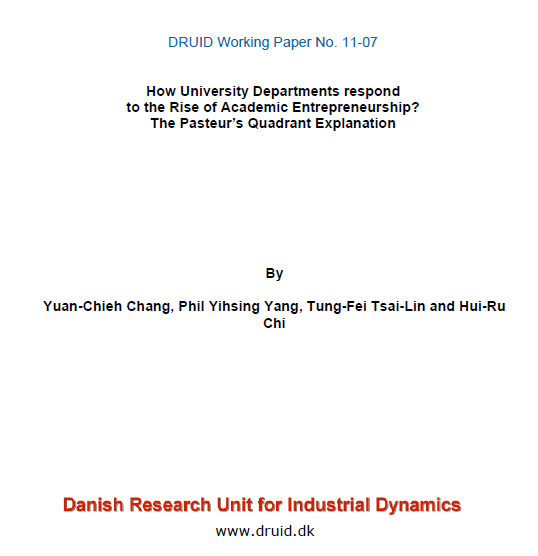 DRUID Working Paper No. 11-07
How University Departments respond
to the Rise of Academic Entrepreneurship?
The Pasteur's Quadrant Explanation
By
Yuan-Chieh Chang, Phil Yihsing Yang, Tung-Fei Tsai-Lin and Hui-Ru
Chi
Danish Research Unit for Industrial Dynamics
www.druid.dk